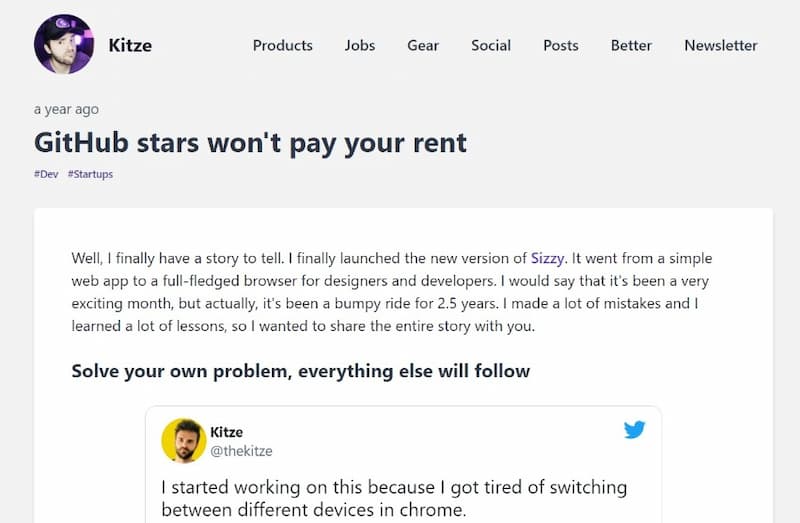 Kitze
Products Jobs Gear Social Posts Better Newsletter
a year ago
GitHub stars won't pay your rent
#Dev #Startups
Well, I finally have a story to tell. I finally launched the new version of Sizzy. It went from a simple
web app to a full-fledged browser for designers and developers. I would say that it's been a very
exciting month, but actually, it's been a bumpy ride for 2.5 years. I made a lot of mistakes and I
learned a lot of lessons, so I wanted to share the entire story with you.
Solve your own problem, everything else will follow
Kitze
@thekitze
I started working on this because I got tired of switching
between different devices in chrome.